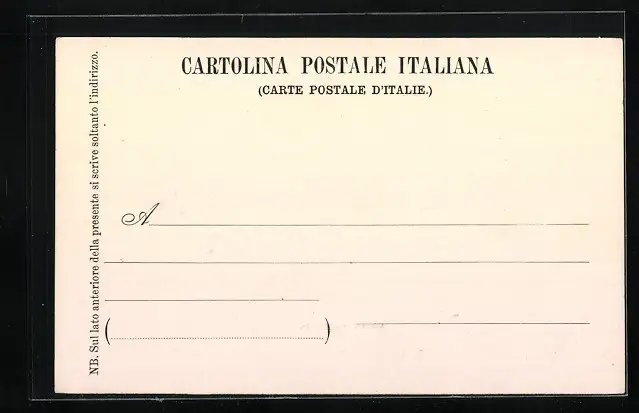 CARTOLINA POSTALE ITALIANA
(CARTE POSTALE D'ITALIE.)
NB. Sul lato anteriore della presente si scrive soltanto l'indirizzo.
A
( )